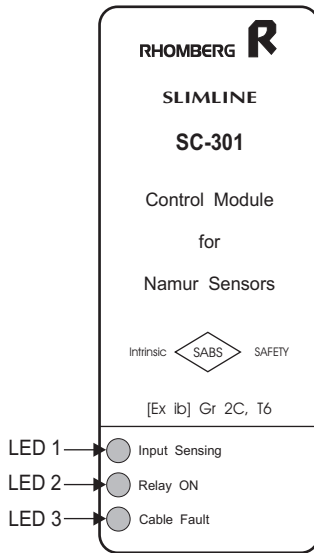 RHOMBERG R
SLIMLINE
SC-301
Control Module
for
Namur Sensors
Intrinsic SABS SAFETY
[Ex ib] Gr 2C, T6
LED 1 Input Sensing
LED 2 Relay ON
LED 3 Cable Fault